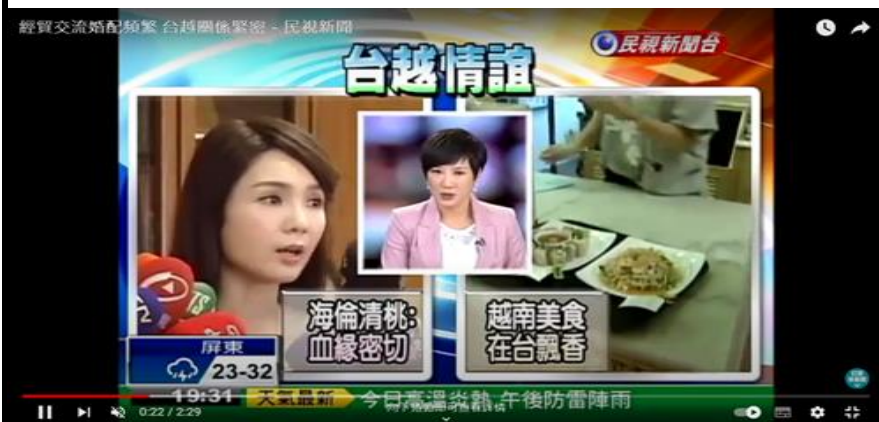 經貿交流婚配頻繁 台越關係緊密 - 民視新聞
民視新聞台
台越情誼
海倫清桃:
血緣密切
越南美食
在台飄香
屏東
23-32
19:31 天氣最新 今日高溫炎熱 午後防雷陣雨
0:22 / 2:29